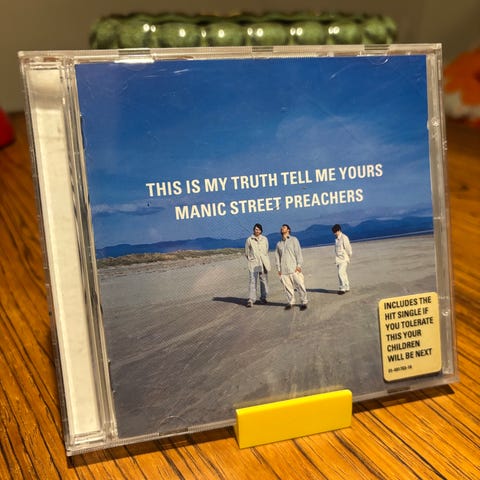 THIS IS MY TRUTH TELL ME YOURS
MANIC STREET PREACHERS
INCLUDES THE
HIT SINGLE IF
YOU TOLERATE
THIS YOUR
CHILDREN
WILL BE NEXT